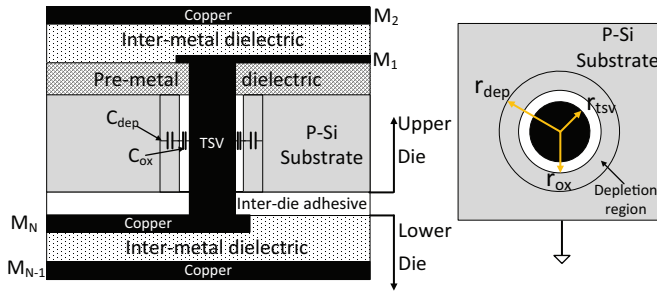 Copper
M2
Inter-metal dielectric
M1
Pre-metal dielectric
Cdep
Cox
TSV
P-Si
Substrate
Upper
Die
Inter-die adhesive
MN
Copper
Inter-metal dielectric
Lower
Die
MN-1
Copper
P-Si
Substrate
rdep
rtsv
rox
Depletion
region